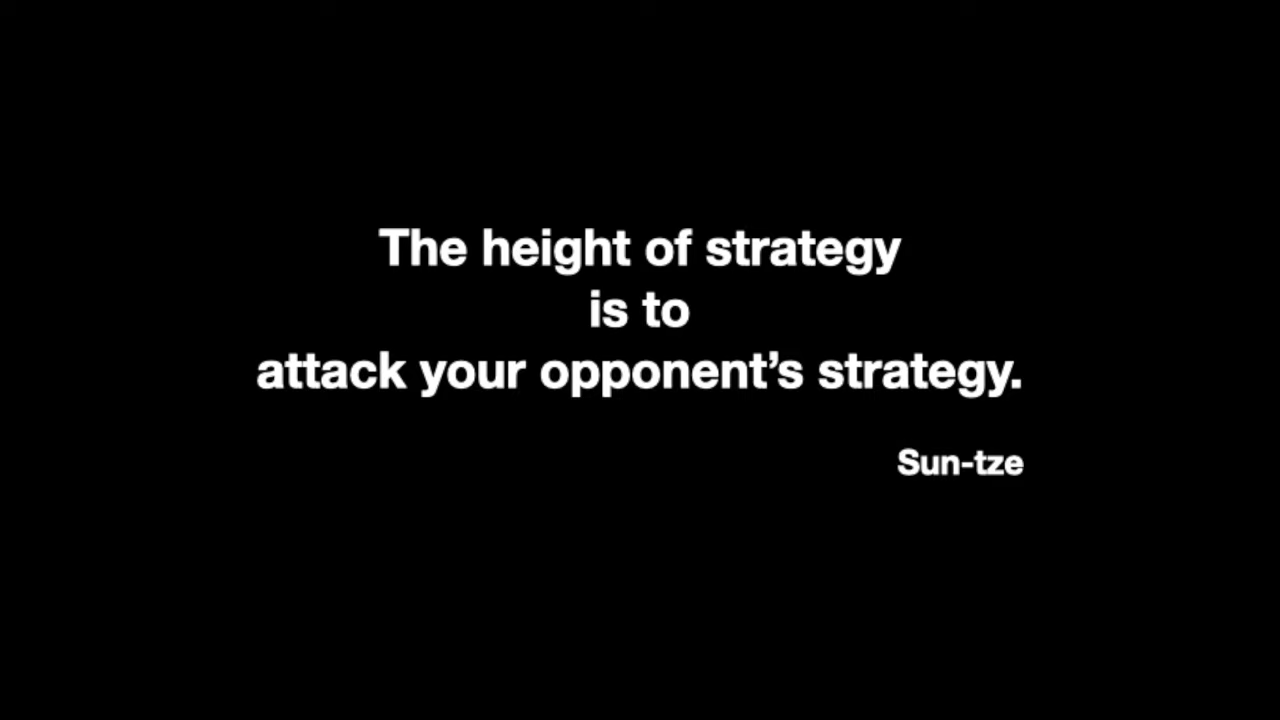 The height of strategy
is to
attack your opponent’s strategy.
Sun-tze